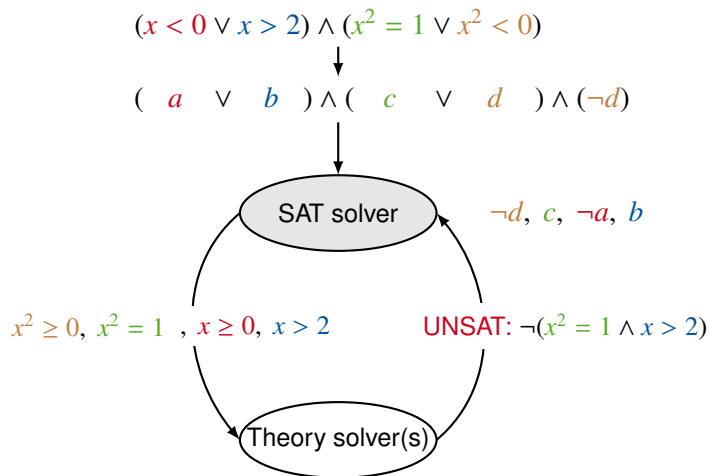 (x < 0 ∨ x > 2) ∧ (x² = 1 ∨ x² < 0)
( a ∨ b ) ∧ ( c ∨ d ) ∧ (¬d)
SAT solver
¬d, c, ¬a, b
x² ≥ 0, x² = 1 , x ≥ 0, x > 2
UNSAT: ¬(x² = 1 ∧ x > 2)
Theory solver(s)